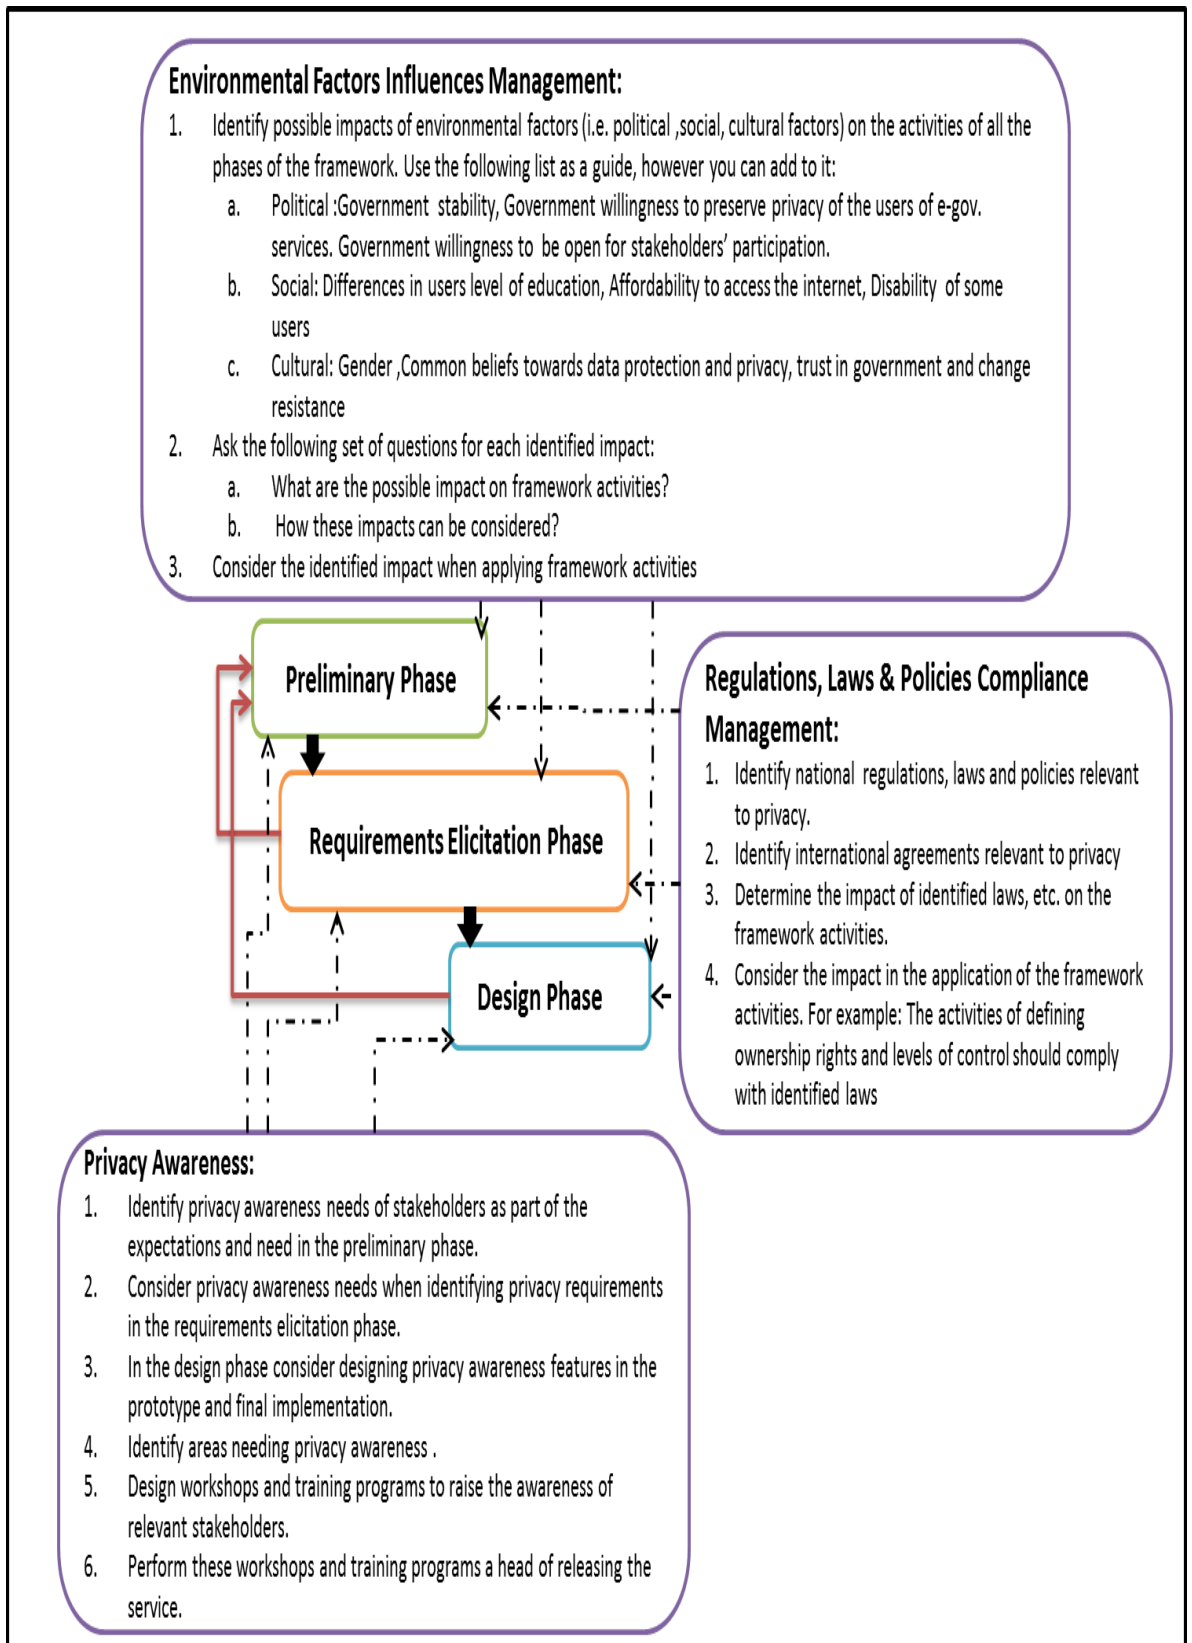 Environmental Factors Influences Management:
1. Identify possible impacts of environmental factors (i.e. political ,social, cultural factors) on the activities of all the
phases of the framework. Use the following list as a guide, however you can add to it:
a. Political :Government stability, Government willingness to preserve privacy of the users of e-gov.
services. Government willingness to be open for stakeholders’ participation.
b. Social: Differences in users level of education, Affordability to access the internet, Disability of some
users
c. Cultural: Gender ,Common beliefs towards data protection and privacy, trust in government and change
resistance
2. Ask the following set of questions for each identified impact:
a. What are the possible impact on framework activities?
b. How these impacts can be considered?
3. Consider the identified impact when applying framework activities
Preliminary Phase
Requirements Elicitation Phase
Design Phase
Regulations, Laws & Policies Compliance
Management:
1. Identify national regulations, laws and policies relevant
to privacy.
2. Identify international agreements relevant to privacy
3. Determine the impact of identified laws, etc. on the
framework activities.
4. Consider the impact in the application of the framework
activities. For example: The activities of defining
ownership rights and levels of control should comply
with identified laws
Privacy Awareness:
1. Identify privacy awareness needs of stakeholders as part of the
expectations and need in the preliminary phase.
2. Consider privacy awareness needs when identifying privacy requirements
in the requirements elicitation phase.
3. In the design phase consider designing privacy awareness features in the
prototype and final implementation.
4. Identify areas needing privacy awareness .
5. Design workshops and training programs to raise the awareness of
relevant stakeholders.
6. Perform these workshops and training programs a head of releasing the
service.